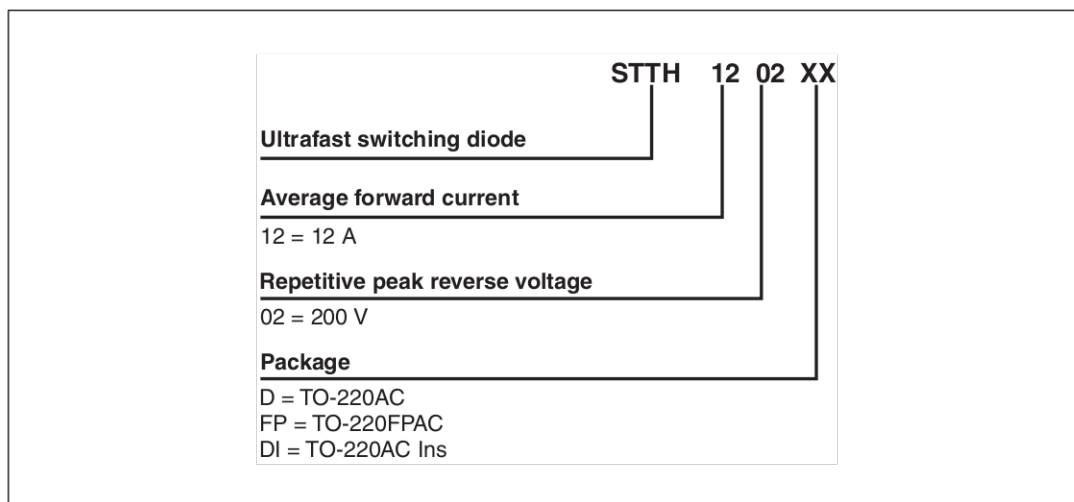 STTH 12 02 XX
Ultrafast switching diode
Average forward current
12 = 12 A
Repetitive peak reverse voltage
02 = 200 V
Package
D = TO-220AC
FP = TO-220FPAC
DI = TO-220AC Ins